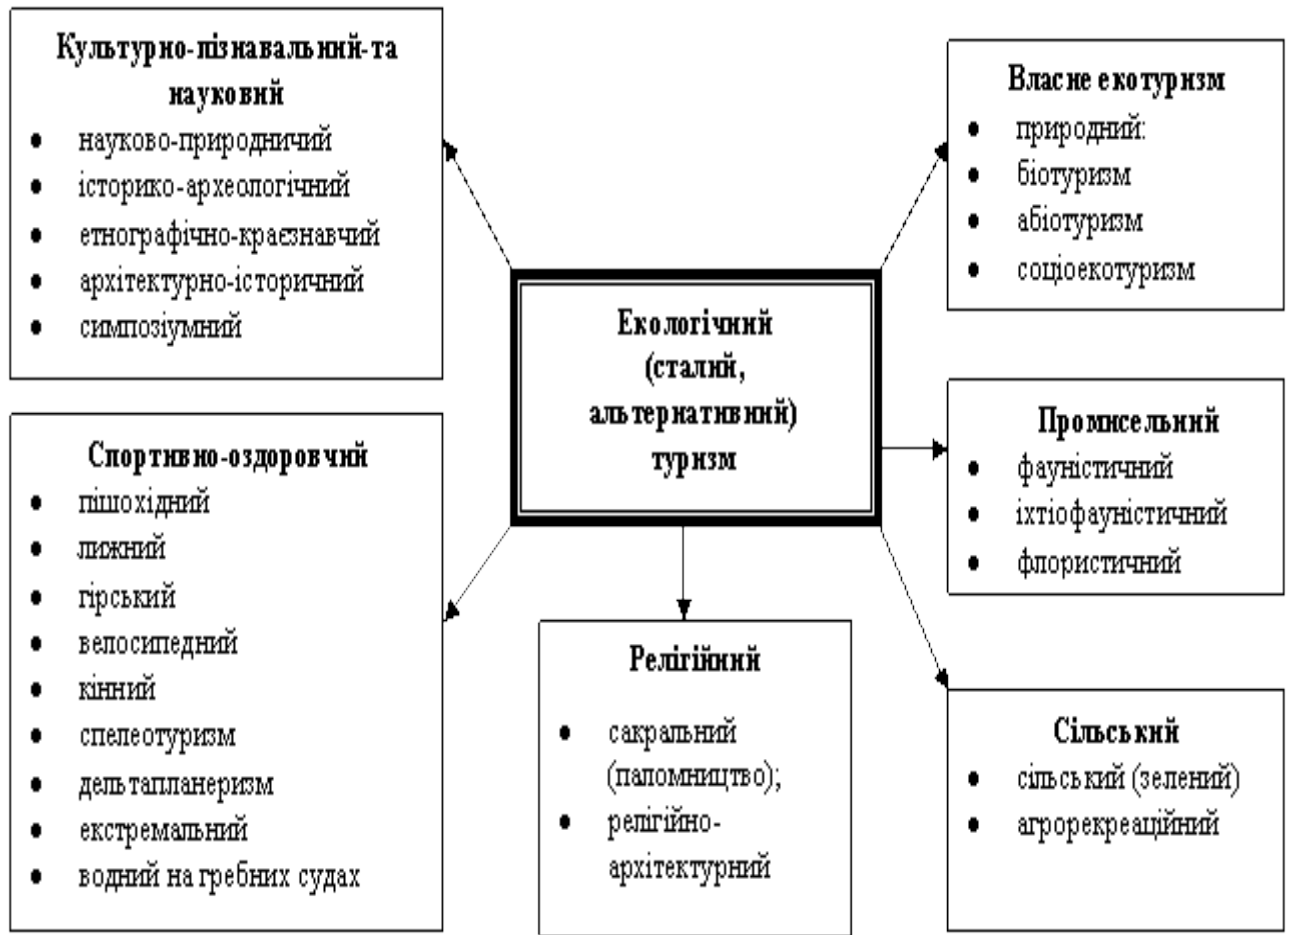 Культурно-пізнавальний-та
науковий
• науково-природничий
• історико-археологічний
• етнографічно-краєзнавчий
• архітектурно-історичний
• симпозіумний
Власне екотуризм
• природний:
• біотуризм
• абіотуризм
• соціоекотуризм
Екологічний
(сталий,
альтернативний)
туризм
Спортивно-оздоровчий
• пішохідний
• лижний
• гірський
• велосипедний
• кінний
• спелеотуризм
• дельтапланеризм
• екстремальний
• водний на гребних судах
Промисельний
• фауністичний
• іхтіофауністичний
• флористичний
Релігійний
• сакральний
(паломництво);
• релігійно-
архітектурний
Сільський
• сільський (зелений)
• агрорекреаційний